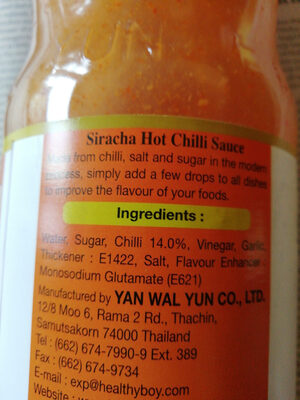 Siracha Hot Chilli Sauce
Made from chilli, salt and sugar in the modern
process, simply add a few drops to all dishes
to improve the flavour of your foods.
Ingredients :
Water, Sugar, Chilli 14.0%, Vinegar, Garlic,
Thickener : E1422, Salt, Flavour Enhancer :
Monosodium Glutamate (E621)
Manufactured by YAN WAL YUN CO., LTD.
12/8 Moo 6, Rama 2 Rd., Thachin,
Samutsakorn 74000 Thailand
Tel : (662) 674-7990-9 Ext. 389
Fax : (662) 674-9734
E-mail : exp@healthyboy.com
Website :